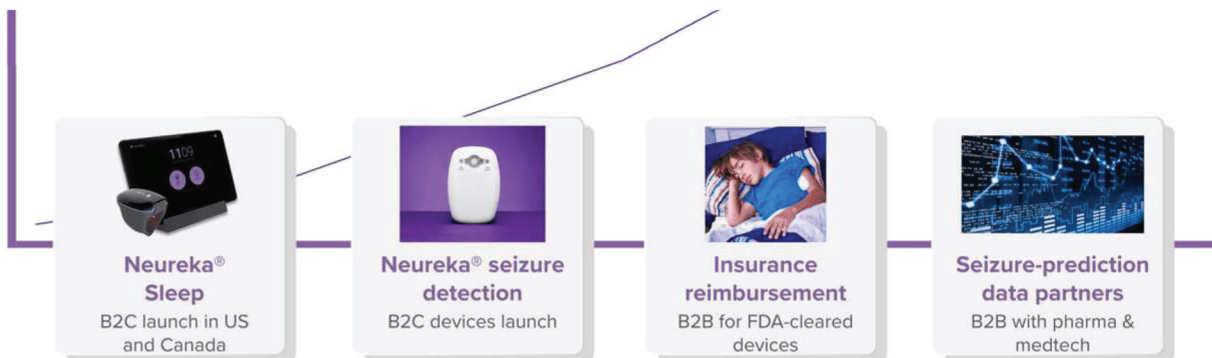 1109
Neureka®
Sleep
B2C launch in US
and Canada
Neureka® seizure
detection
B2C devices launch
Insurance
reimbursement
B2B for FDA-cleared
devices
Seizure-prediction
data partners
B2B with pharma &
medtech